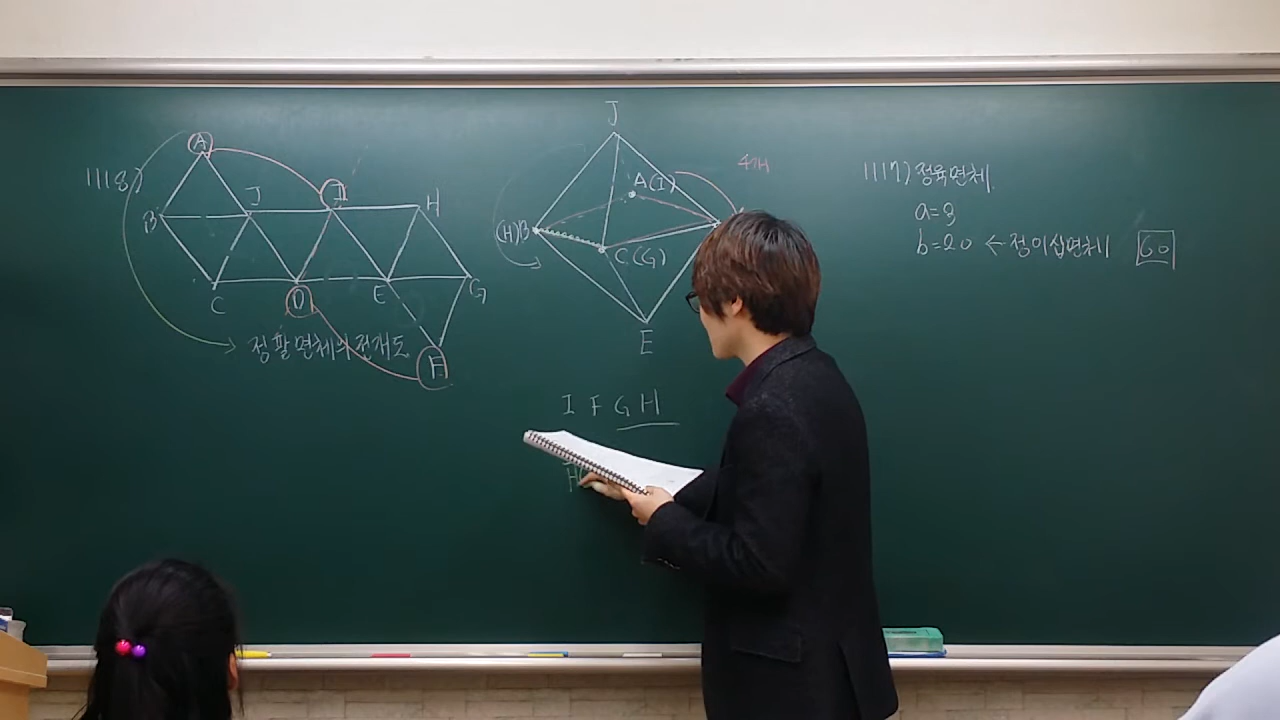 1118)
A
B
J
I
H
C
D
E
G
F
정팔면체의 전개도
J
A(I)
(H)B
C(G)
E
4개
I F G H
H
1117) 정육면체
a=3
b=20 ← 정이십면체 60